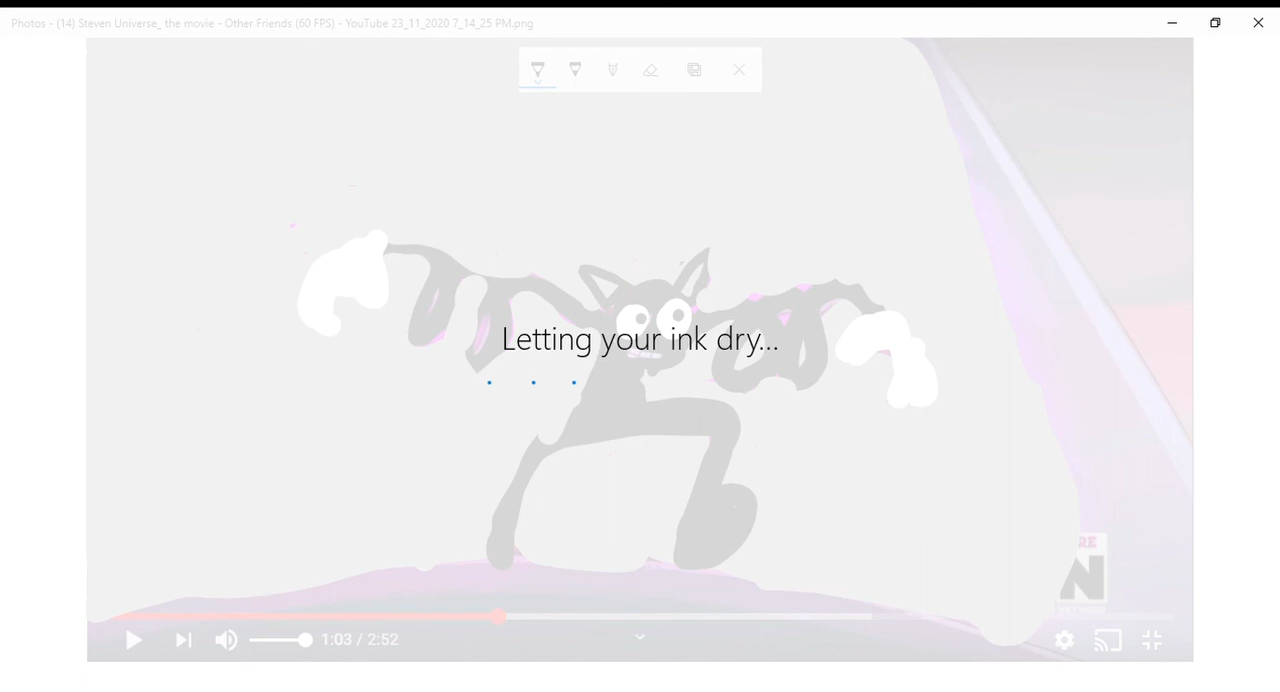 Photos - (14) Steven Universe_ the movie - Other Friends (60 FPS) - YouTube 23_11_2020 7_14_25 PM.png
Letting your ink dry...
RE
N
1:03 / 2:52